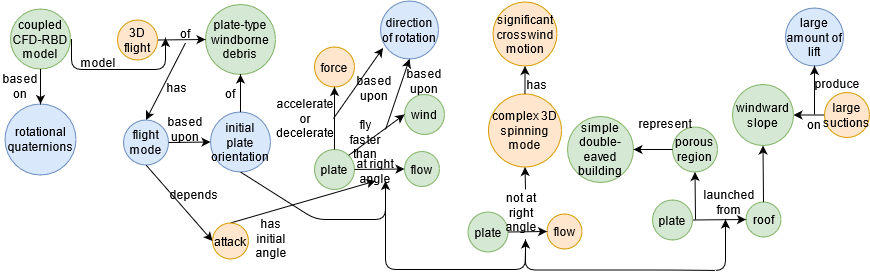 coupled
CFD-RBD
model
3D
flight
of
plate-type
windborne
debris
model
based
on
rotational
quaternions
has
flight
mode
based
upon
of
initial
plate
orientation
depends
attack
has
initial
angle
force
accelerate
or
decelerate
direction
of rotation
based
upon
based
upon
fly
faster
than
wind
plate
at right
angle
flow
significant
crosswind
motion
has
complex 3D
spinning
mode
not at
right
angle
plate
flow
simple
double-
eaved
building
represent
porous
region
launched
from
plate
roof
windward
slope
large
amount of
lift
produce
on
large
suctions